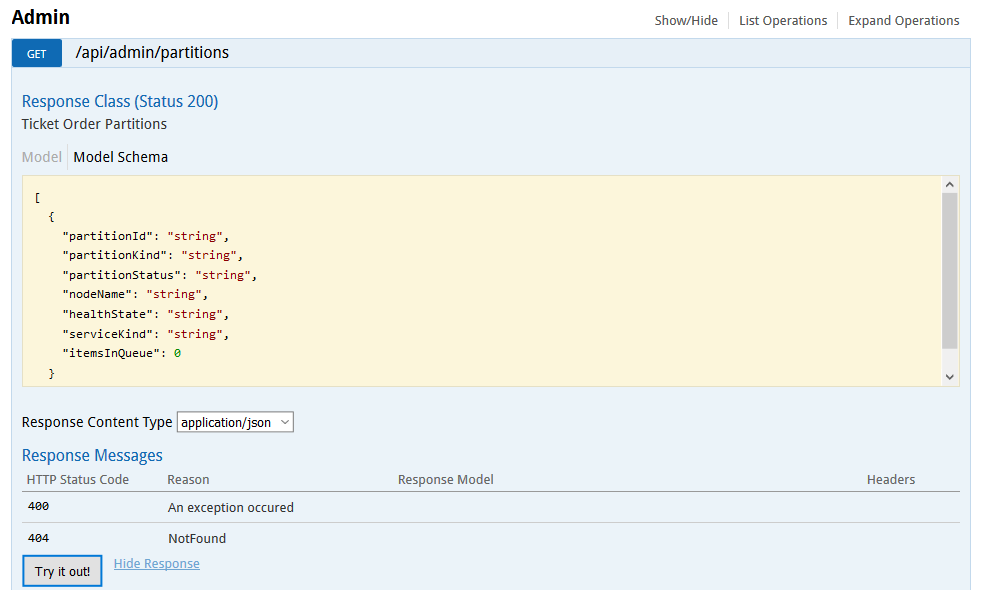 Admin
Show/Hide List Operations Expand Operations
GET /api/admin/partitions
Response Class (Status 200)
Ticket Order Partitions
Model Model Schema
[
  {
    "partitionId": "string",
    "partitionKind": "string",
    "partitionStatus": "string",
    "nodeName": "string",
    "healthState": "string",
    "serviceKind": "string",
    "itemsInQueue": 0
  }
Response Content Type application/json
Response Messages
HTTP Status Code Reason Response Model Headers
400 An exception occured
404 NotFound
Try it out! Hide Response